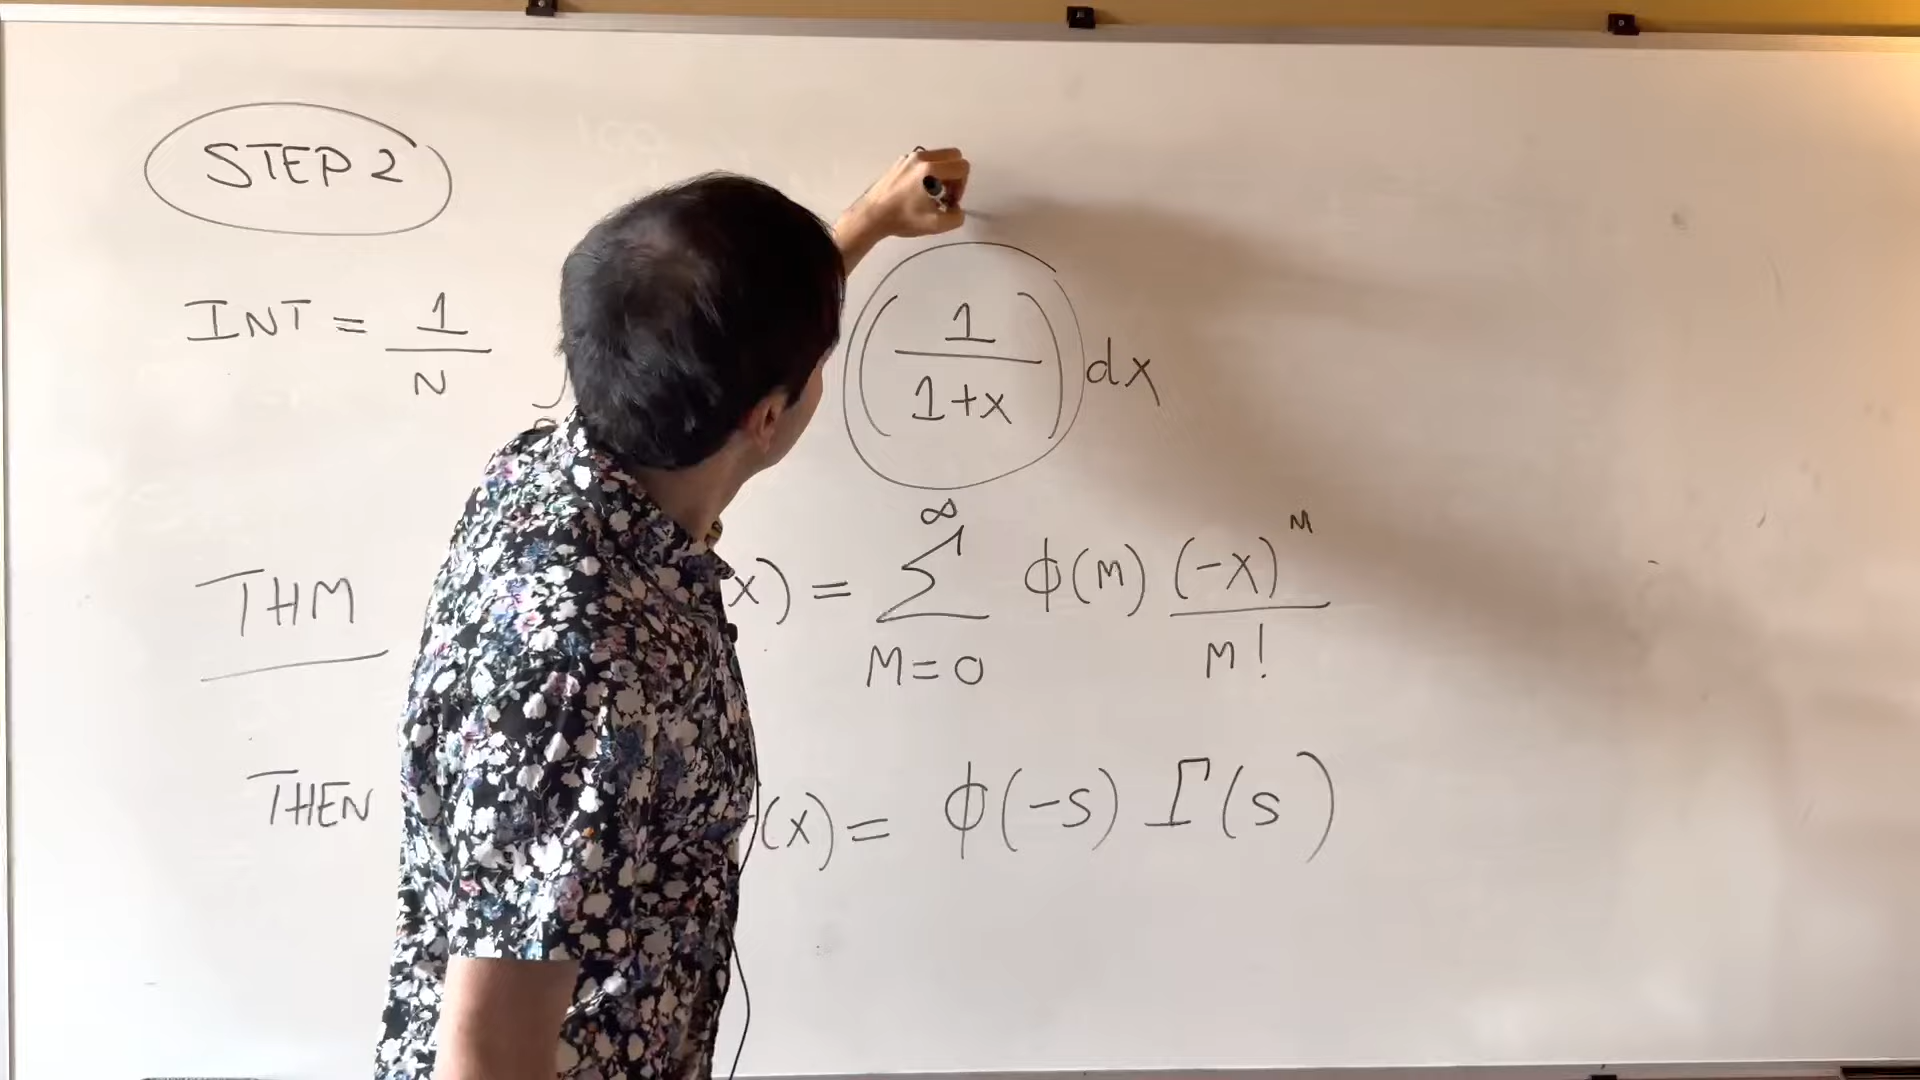 STEP 2
INT = 1/N ∫ (1/(1+x)) dx
THM x) = ∑_{M=0}^{∞} ϕ(m) (-x)^M / m!
THEN (x) = ϕ(-s) Γ(s)